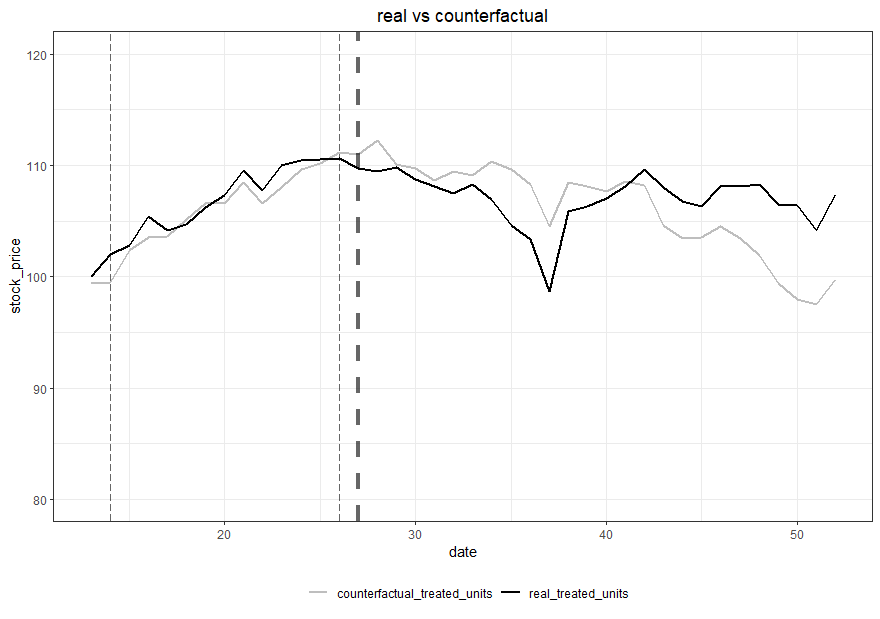 real vs counterfactual
120
110
100
90
80
stock_price
20 30 40 50
date
counterfactual_treated_units real_treated_units